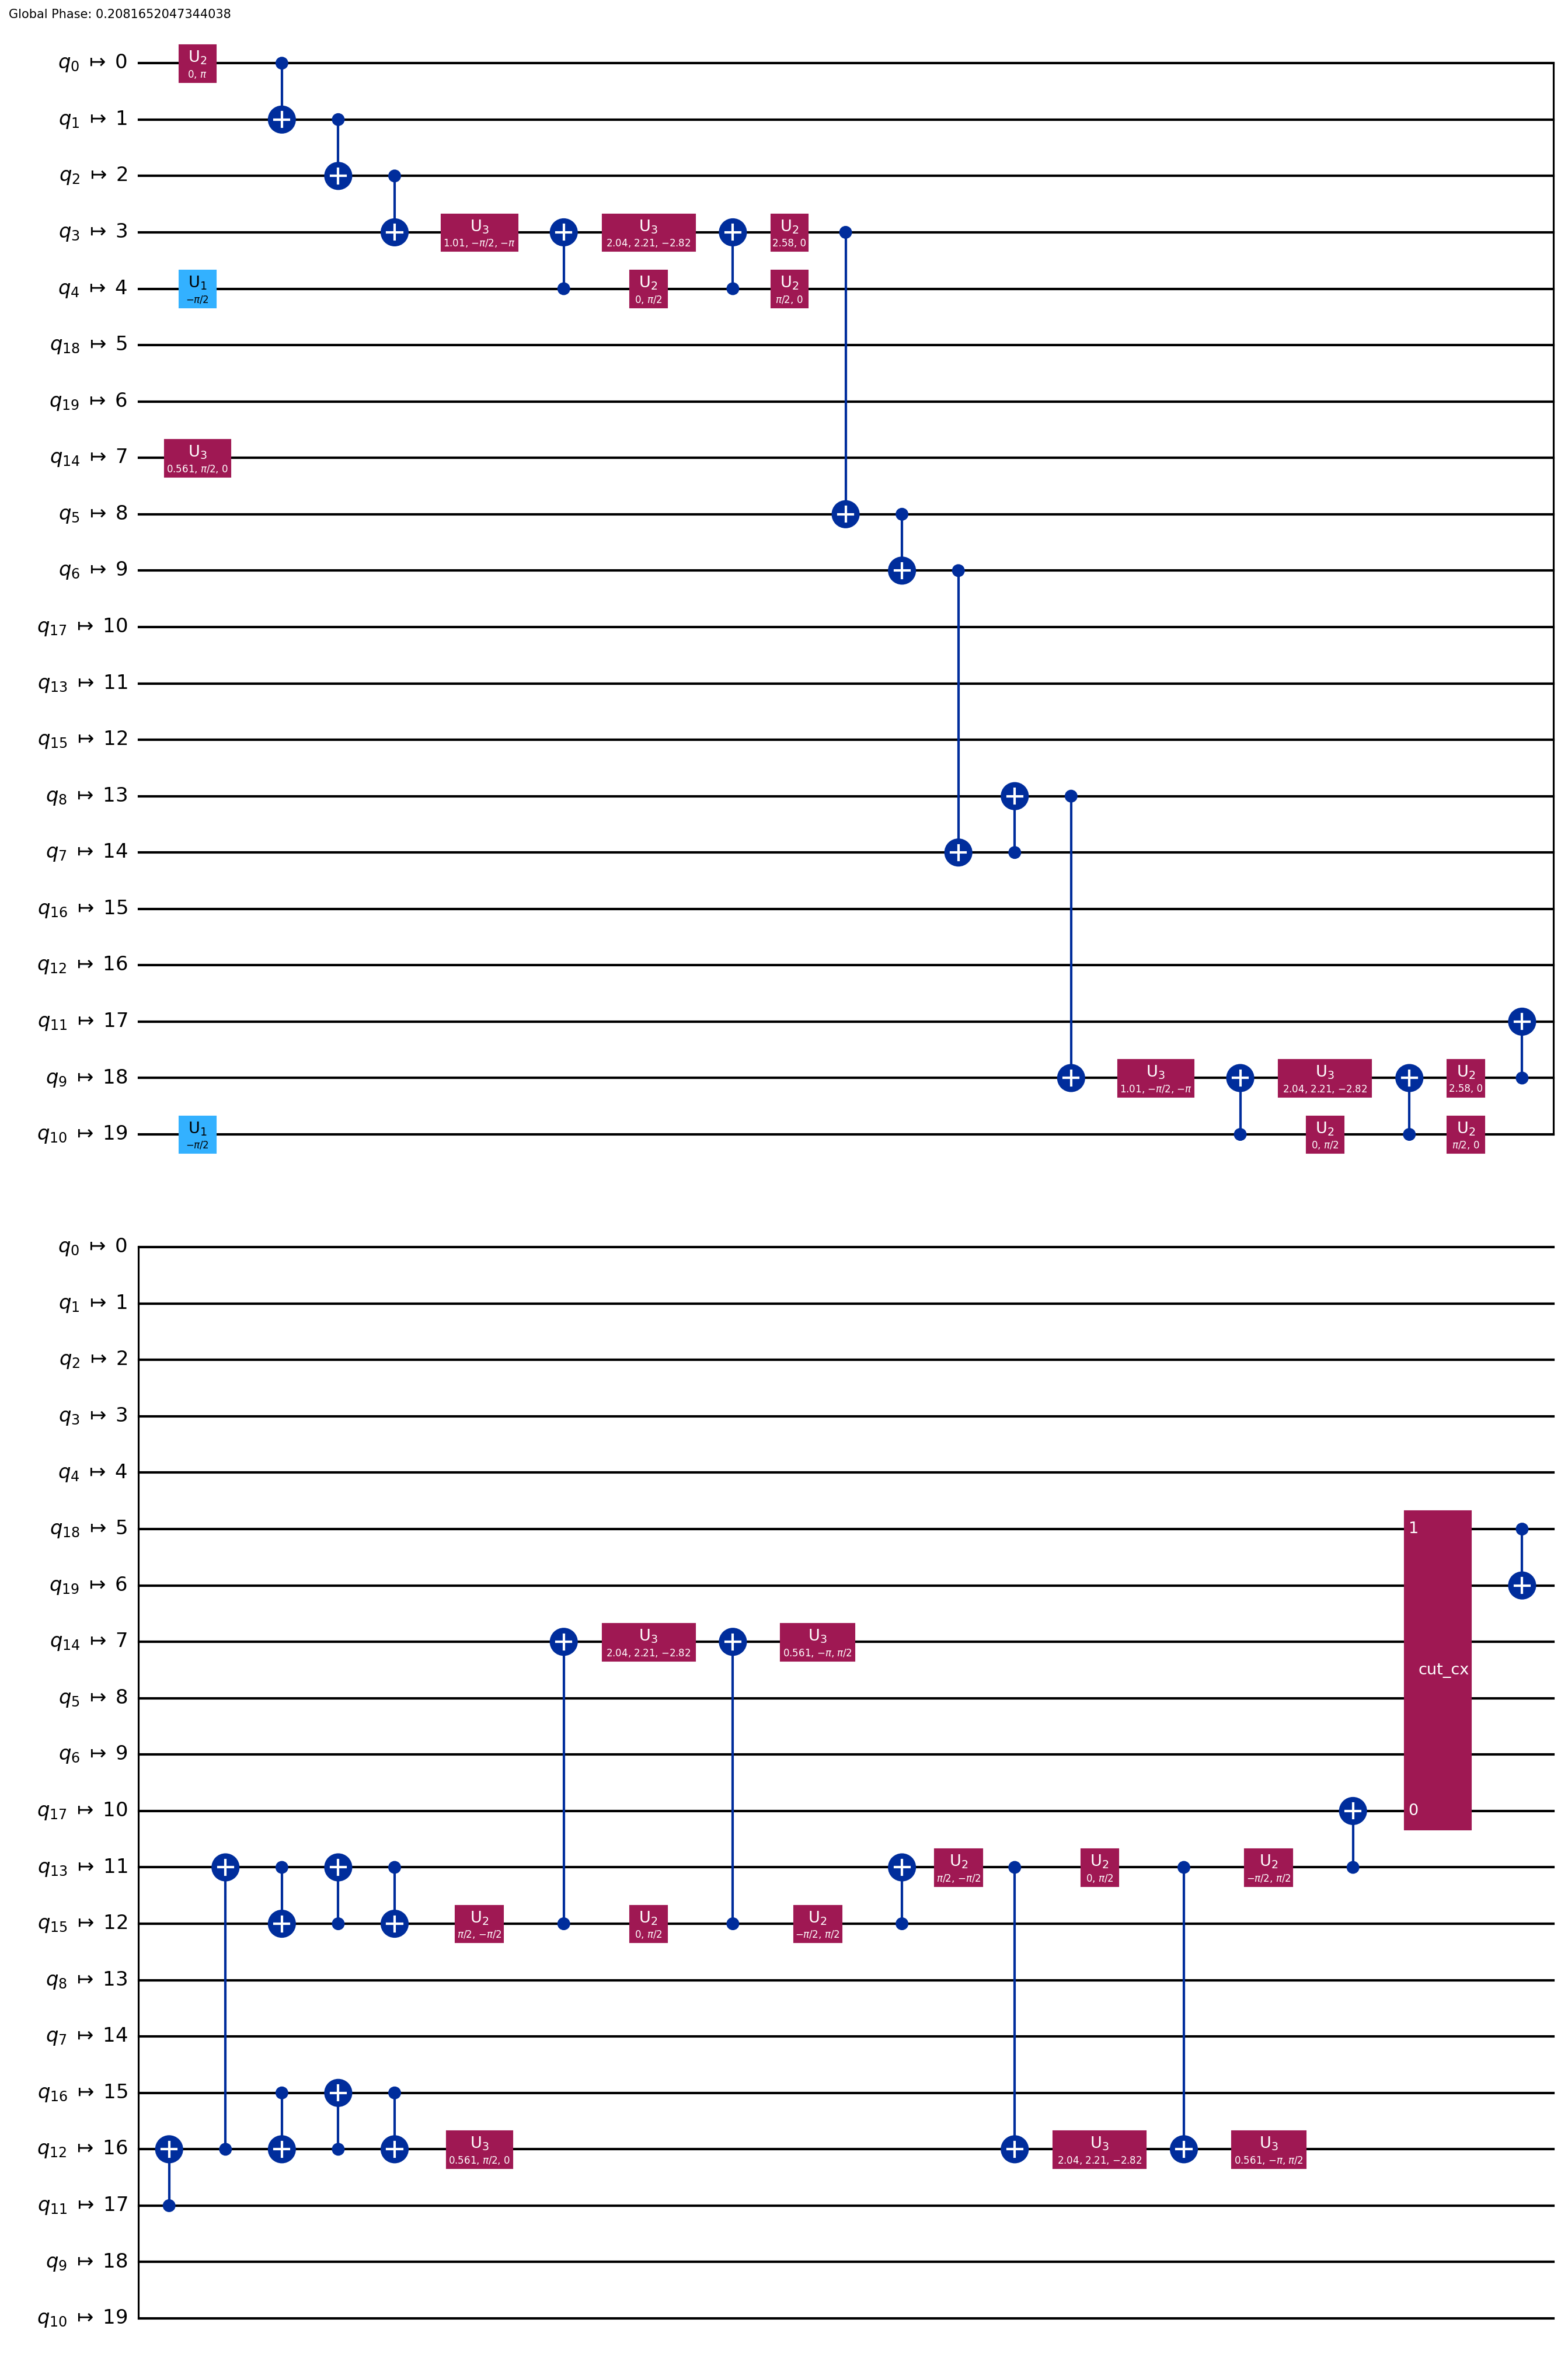 Global Phase: 0.2081652047344038
q0 ↦ 0 U2 0, π
q1 ↦ 1
q2 ↦ 2
q3 ↦ 3 U3 1.01, −π/2, −π U3 2.04, 2.21, −2.82 U2 2.58, 0
q4 ↦ 4 U1 −π/2 U2 0, π/2 U2 π/2, 0
q18 ↦ 5
q19 ↦ 6
q14 ↦ 7 U3 0.561, π/2, 0
q5 ↦ 8
q6 ↦ 9
q17 ↦ 10
q13 ↦ 11
q15 ↦ 12
q8 ↦ 13
q7 ↦ 14
q16 ↦ 15
q12 ↦ 16
q11 ↦ 17
q9 ↦ 18 U3 1.01, −π/2, −π U3 2.04, 2.21, −2.82 U2 2.58, 0
q10 ↦ 19 U1 −π/2 U2 0, π/2 U2 π/2, 0
q0 ↦ 0
q1 ↦ 1
q2 ↦ 2
q3 ↦ 3
q4 ↦ 4
q18 ↦ 5 1
q19 ↦ 6
q14 ↦ 7 U3 2.04, 2.21, −2.82 U3 0.561, −π, π/2
cut_cx
q5 ↦ 8
q6 ↦ 9
q17 ↦ 10 0
q13 ↦ 11 U2 π/2, −π/2 U2 0, π/2 U2 −π/2, π/2
q15 ↦ 12 U2 π/2, −π/2 U2 0, π/2 U2 −π/2, π/2
q8 ↦ 13
q7 ↦ 14
q16 ↦ 15
q12 ↦ 16 U3 0.561, π/2, 0 U3 2.04, 2.21, −2.82 U3 0.561, −π, π/2
q11 ↦ 17
q9 ↦ 18
q10 ↦ 19